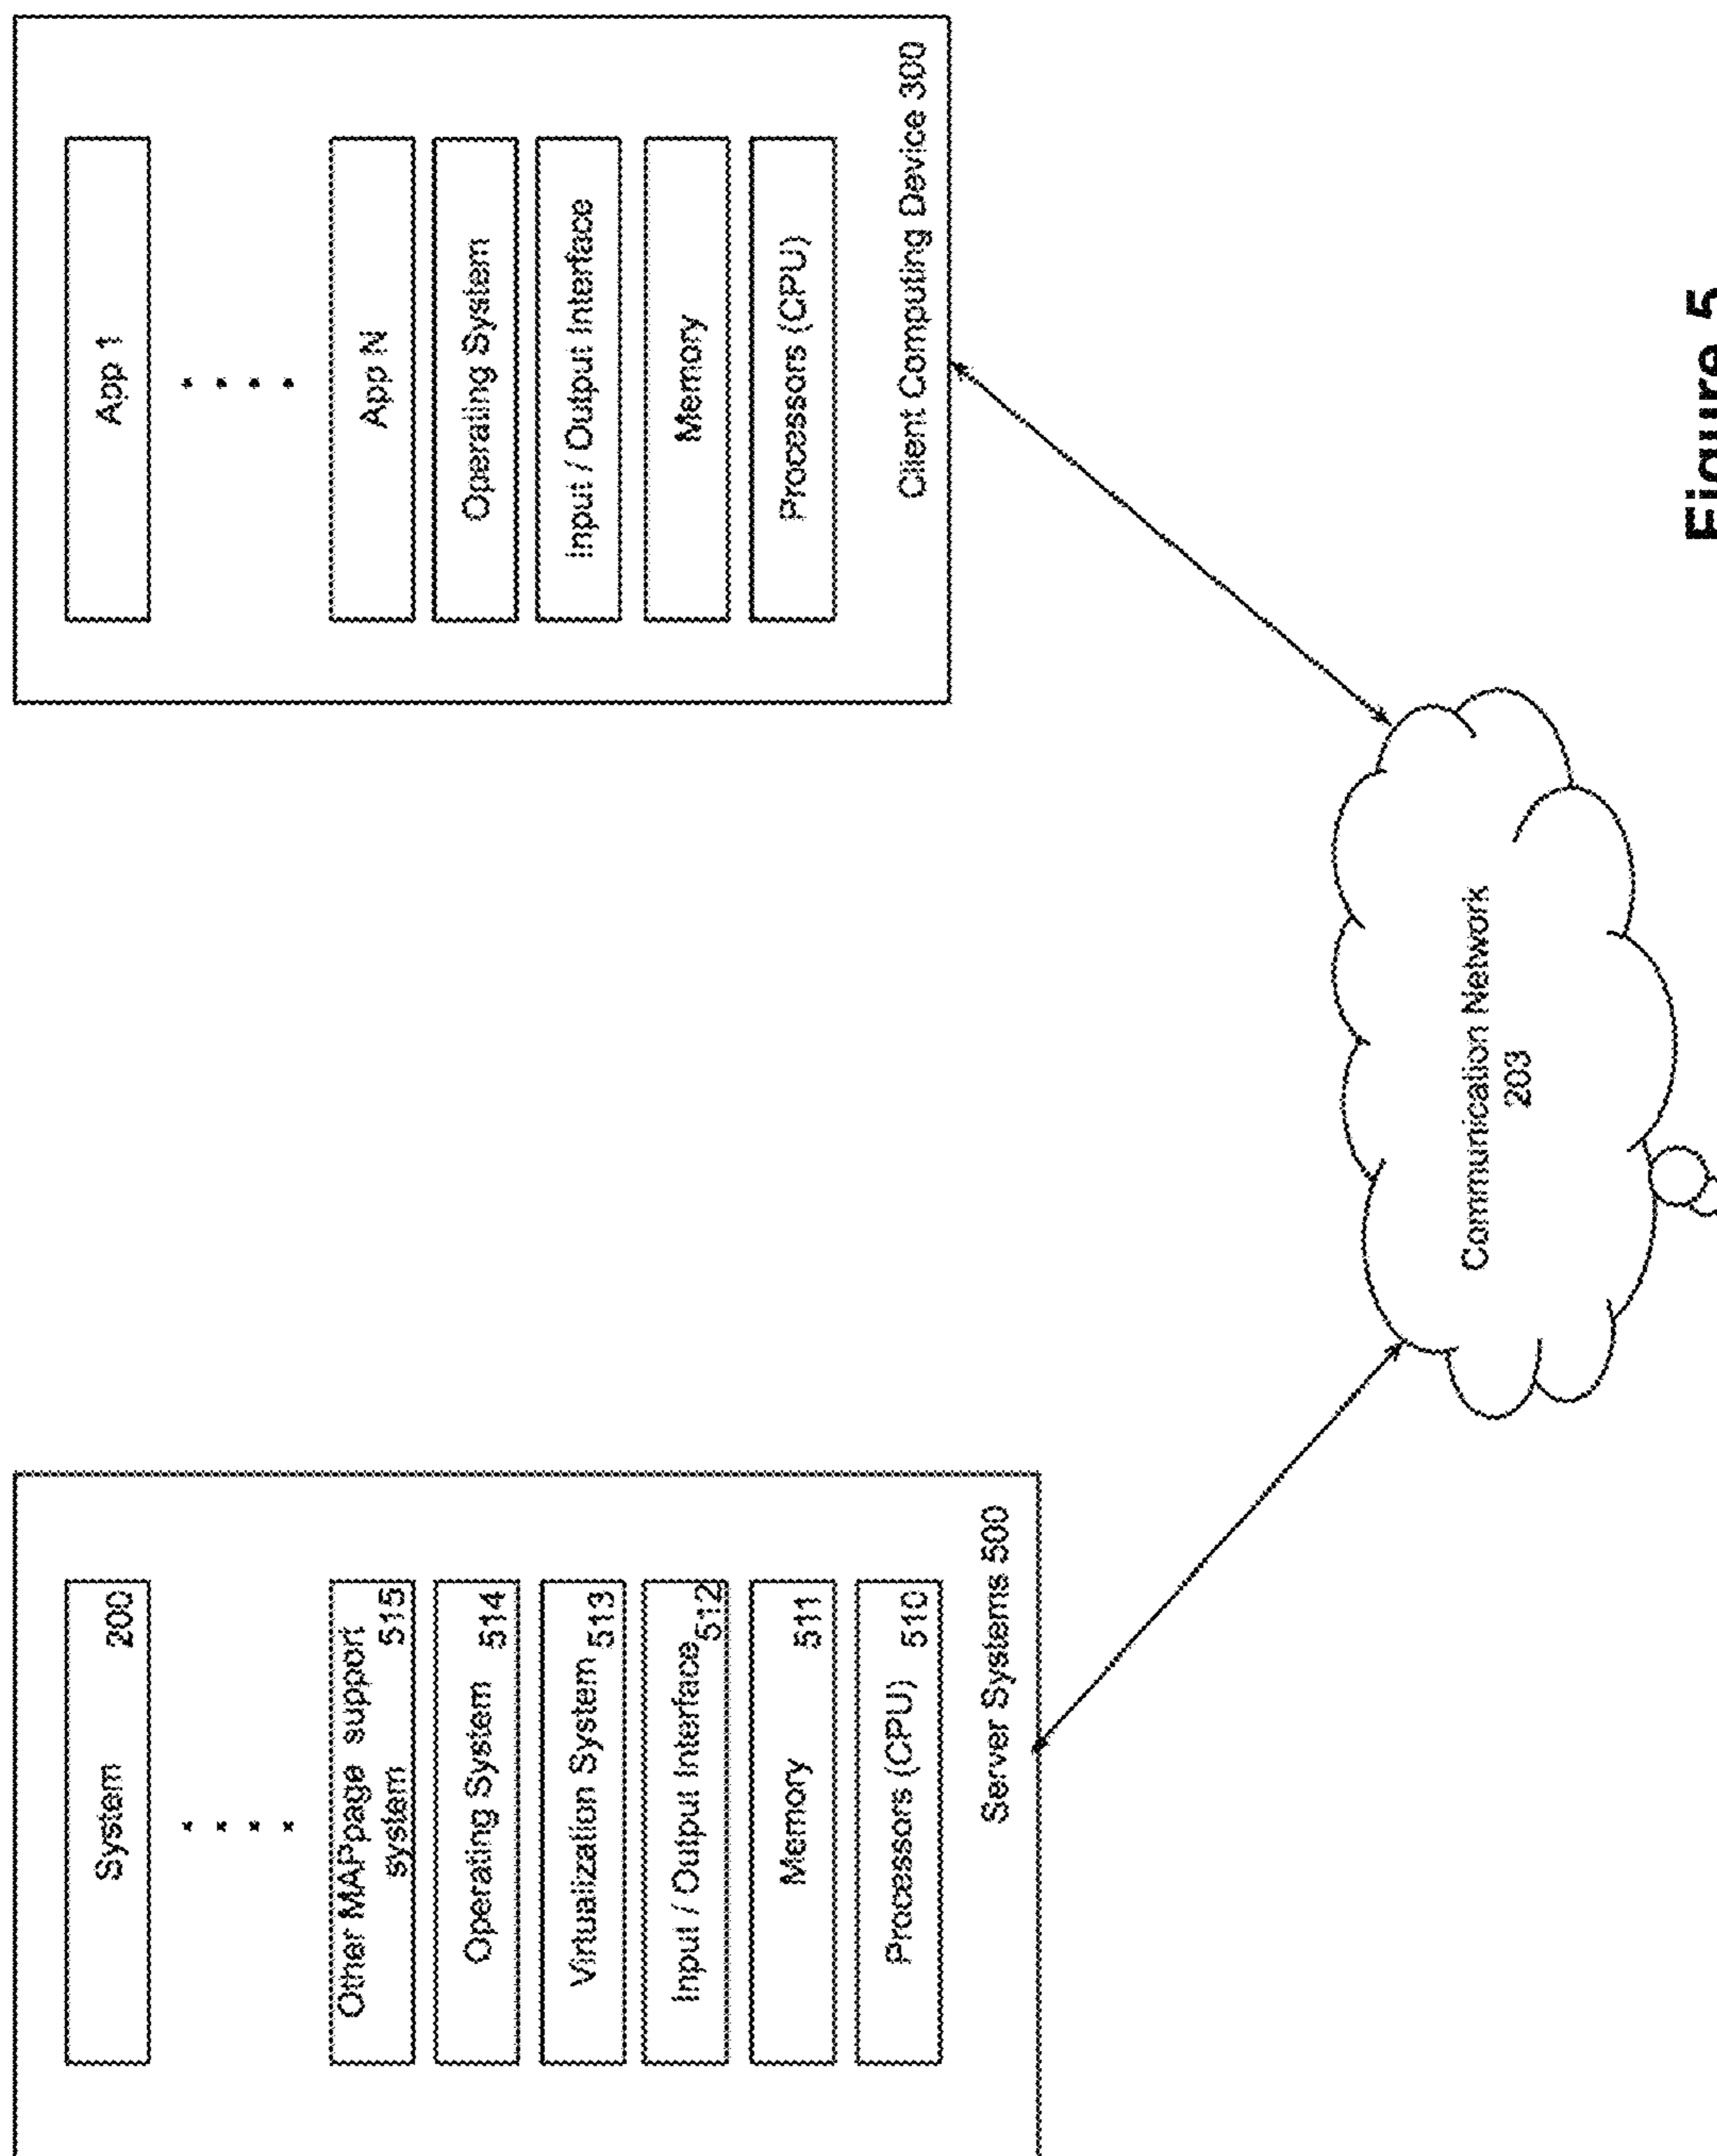 System 200
Other MAPpage support
system 515
Operating System 514
Virtualization System 513
Input / Output Interface 512
Memory 511
Processors (CPU) 510
Server Systems 500
App 1
App N
Operating System
Input / Output Interface
Memory
Processors (CPU)
Client Computing Device 300
Communication Network
203
Figure 5